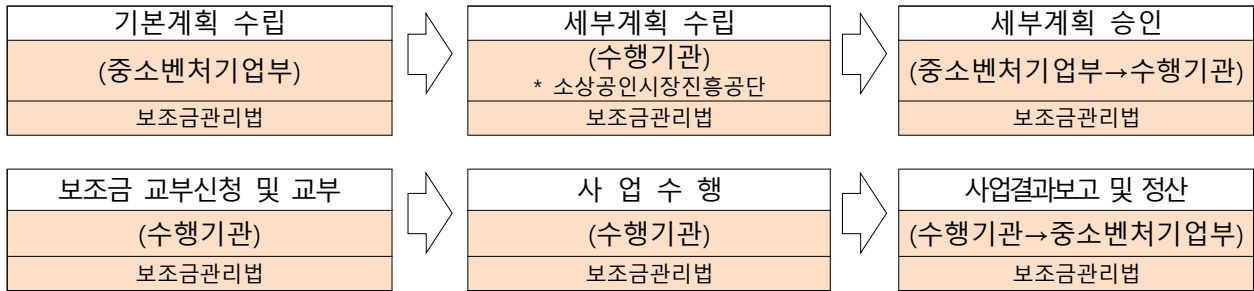 기본계획 수립
(중소벤처기업부)
보조금관리법
세부계획 수립
(수행기관)
* 소상공인시장진흥공단
보조금관리법
세부계획 승인
(중소벤처기업부→수행기관)
보조금관리법
보조금 교부신청 및 교부
(수행기관)
보조금관리법
사 업 수 행
(수행기관)
보조금관리법
사업결과보고 및 정산
(수행기관→중소벤처기업부)
보조금관리법